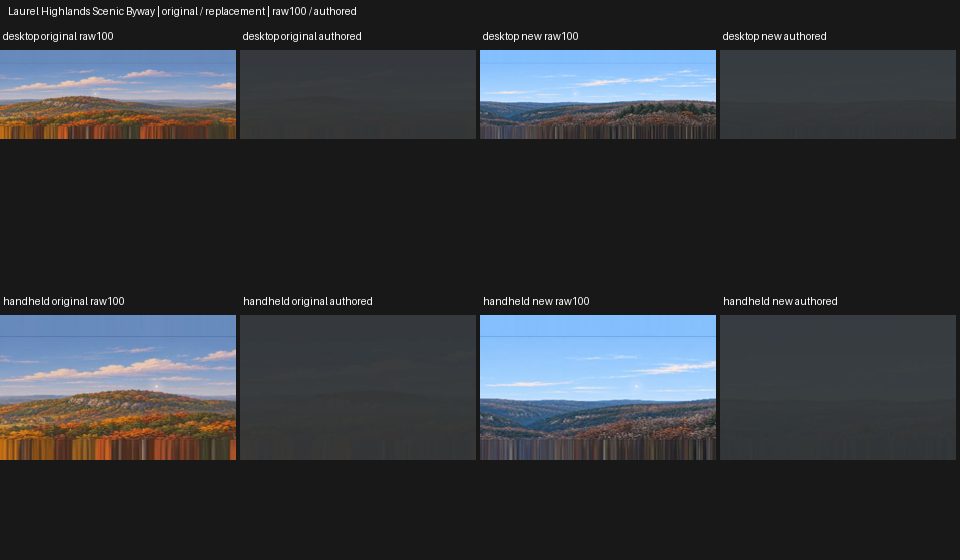 Laurel Highlands Scenic Byway | original / replacement | raw100 / authored
desktop original raw100
desktop original authored
desktop new raw100
desktop new authored
handheld original raw100
handheld original authored
handheld new raw100
handheld new authored